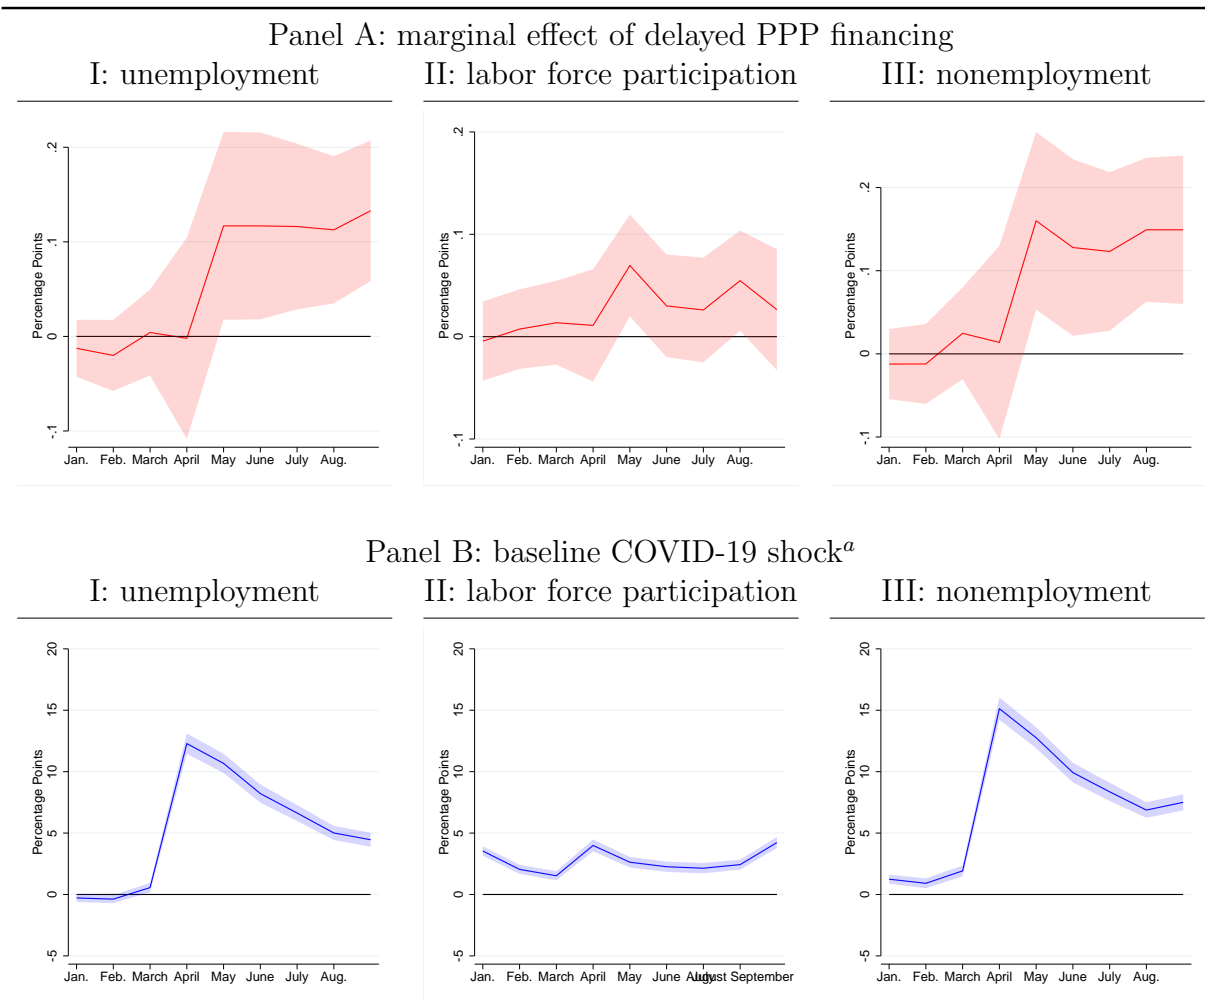 Panel A: marginal effect of delayed PPP financing
I: unemployment
II: labor force participation
III: nonemployment
Percentage Points
.2
.1
0
-.1
Jan. Feb. March April May June July Aug.
Percentage Points
.2
.1
0
-.1
Jan. Feb. March April May June July Aug.
Percentage Points
.2
.1
0
-.1
Jan. Feb. March April May June July Aug.
Panel B: baseline COVID-19 shock^a
I: unemployment
II: labor force participation
III: nonemployment
Percentage Points
20
15
10
5
0
-5
Jan. Feb. March April May June July Aug.
Percentage Points
20
15
10
5
0
-5
Jan. Feb. March April May June August September
Percentage Points
20
15
10
5
0
-5
Jan. Feb. March April May June July Aug.